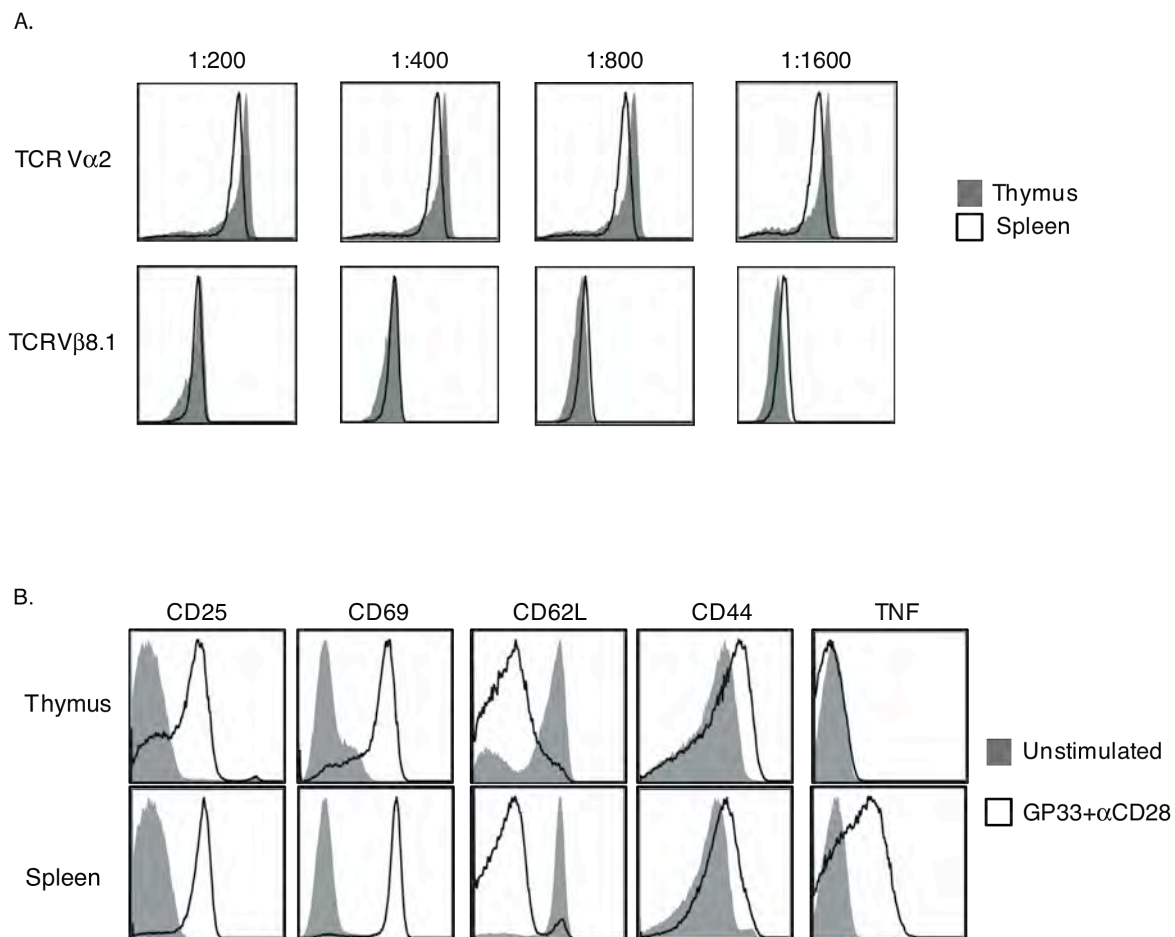 A.
1:200 1:400 1:800 1:1600
TCR Vα2
Thymus
Spleen
TCRVβ8.1
B.
CD25 CD69 CD62L CD44 TNF
Thymus
Unstimulated
GP33+αCD28
Spleen